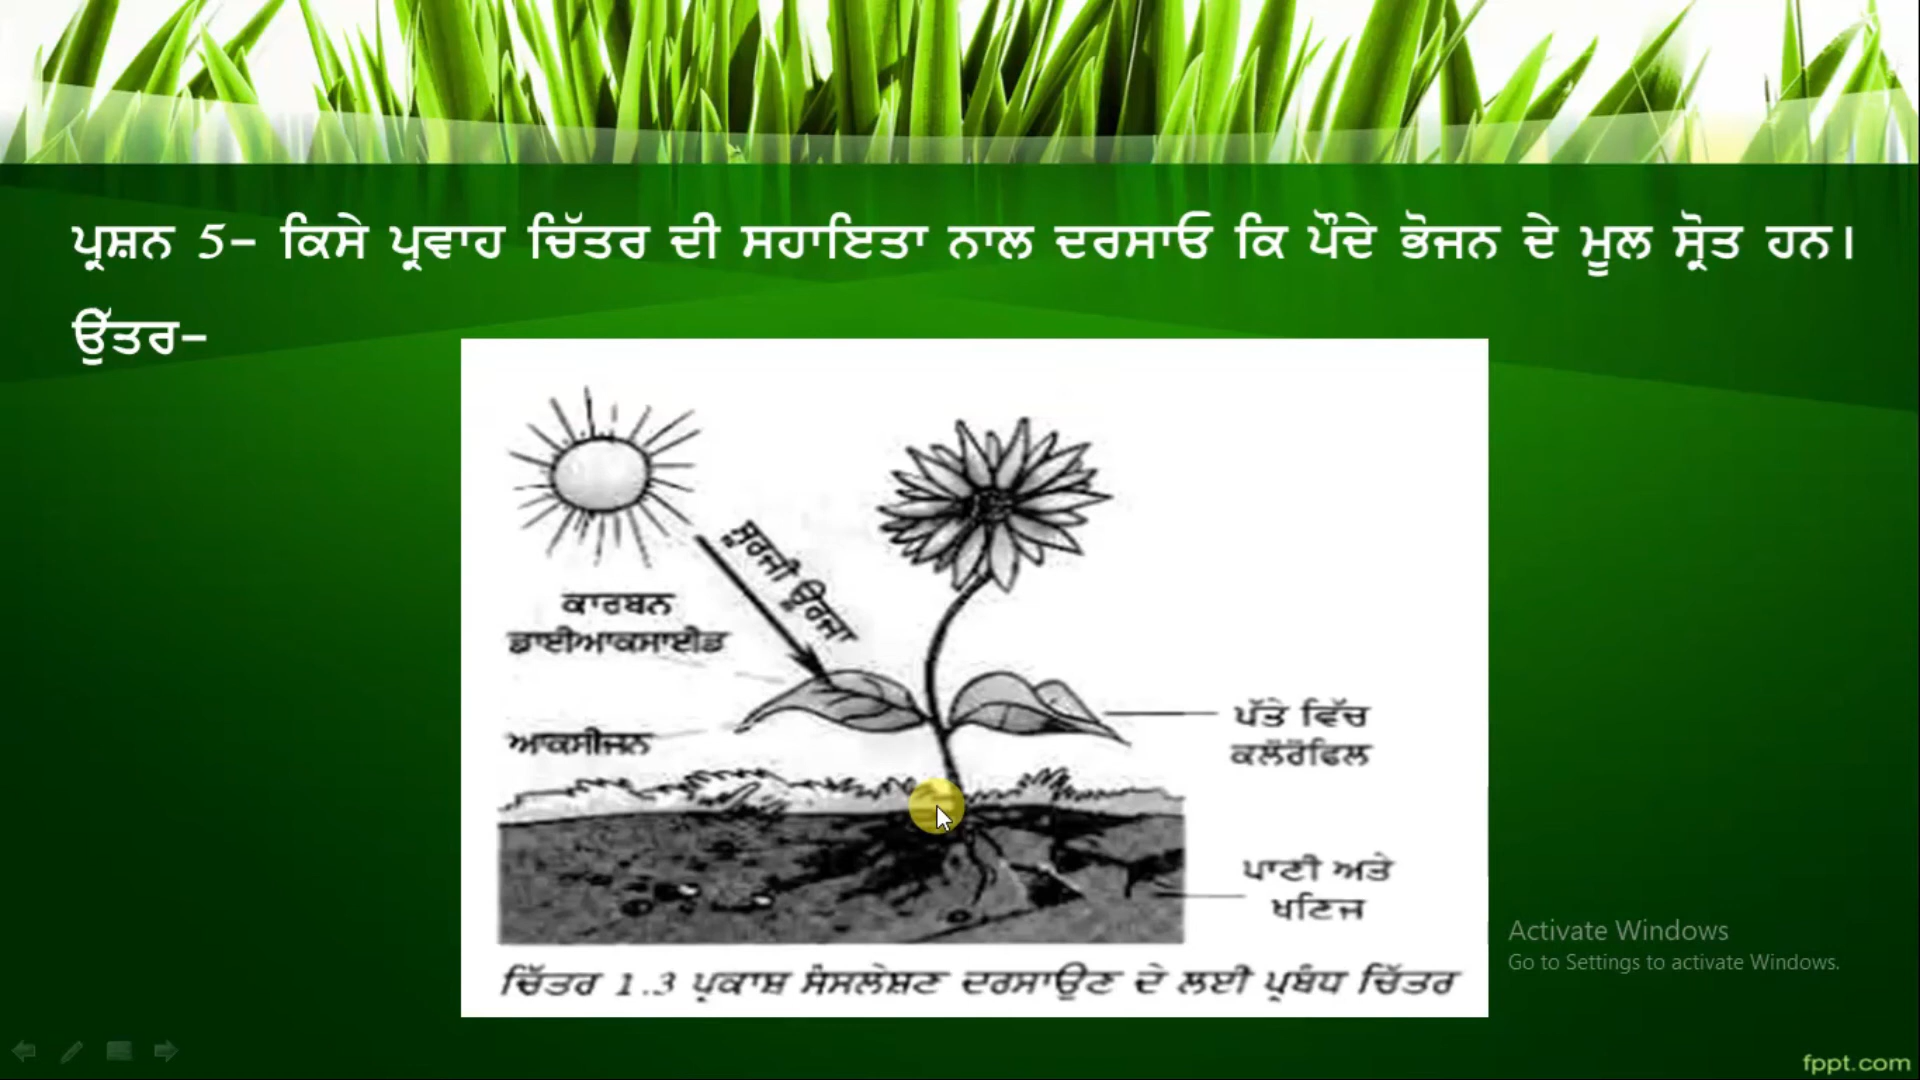 ਪ੍ਰਸ਼ਨ 5- ਕਿਸੇ ਪ੍ਰਵਾਹ ਚਿੱਤਰ ਦੀ ਸਹਾਇਤਾ ਨਾਲ ਦਰਸਾਓ ਕਿ ਪੌਦੇ ਭੋਜਨ ਦੇ ਮੂਲ ਸ੍ਰੋਤ ਹਨ।
ਉੱਤਰ-
ਸੂਰਜੀ ਊਰਜਾ
ਕਾਰਬਨ
ਡਾਈਆਕਸਾਈਡ
ਆਕਸੀਜਨ
ਪੱਤੇ ਵਿੱਚ
ਕਲੋਰੋਫਿਲ
ਪਾਣੀ ਅਤੇ
ਖਣਿਜ
ਚਿੱਤਰ 1.3 ਪ੍ਰਕਾਸ਼ ਸੰਸਲੇਸ਼ਣ ਦਰਸਾਉਣ ਦੇ ਲਈ ਪ੍ਰਬੰਧ ਚਿੱਤਰ
Activate Windows
Go to Settings to activate Windows.
fppt.com